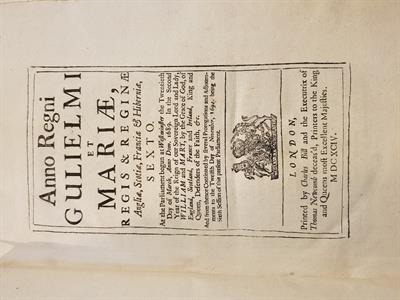 Anno Regni
GULIELMI
ET
MARIÆ,
REGIS & REGINÆ
Angliæ, Scotiæ, Franciæ & Hiberniæ,
SEXTO.
At the Parliament begun at Westminster the Twentieth
Day of March, Anno Dom. 1689. In the Second
Year of the Reign of our Sovereign Lord and Lady,
WILLIAM and MARY, by the Grace of God, of
England, Scotland, France and Ireland, King and
Queen, Defenders of the Faith, &c.
And from thence Continued by several Prorogations and Adjourn-
ments to the Twelfth Day of November, 1694. being the
Sixth Session of this present Parliament.
LONDON,
Printed by Charles Bill and the Executrix of
Thomas Newcomb deceas'd, Printers to the King
and Queens most Excellent Majesties.
MDCXCIV.